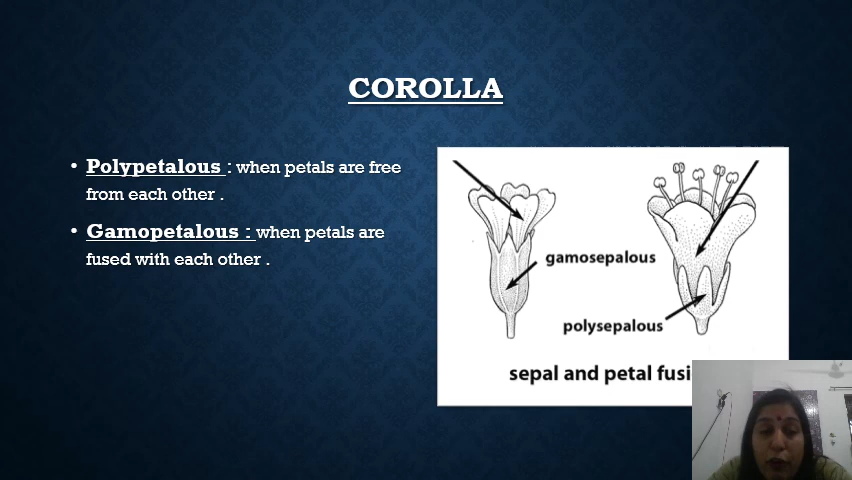 COROLLA
• Polypetalous : when petals are free
from each other .
• Gamopetalous : when petals are
fused with each other .
gamosepalous
polysepalous
sepal and petal fusi